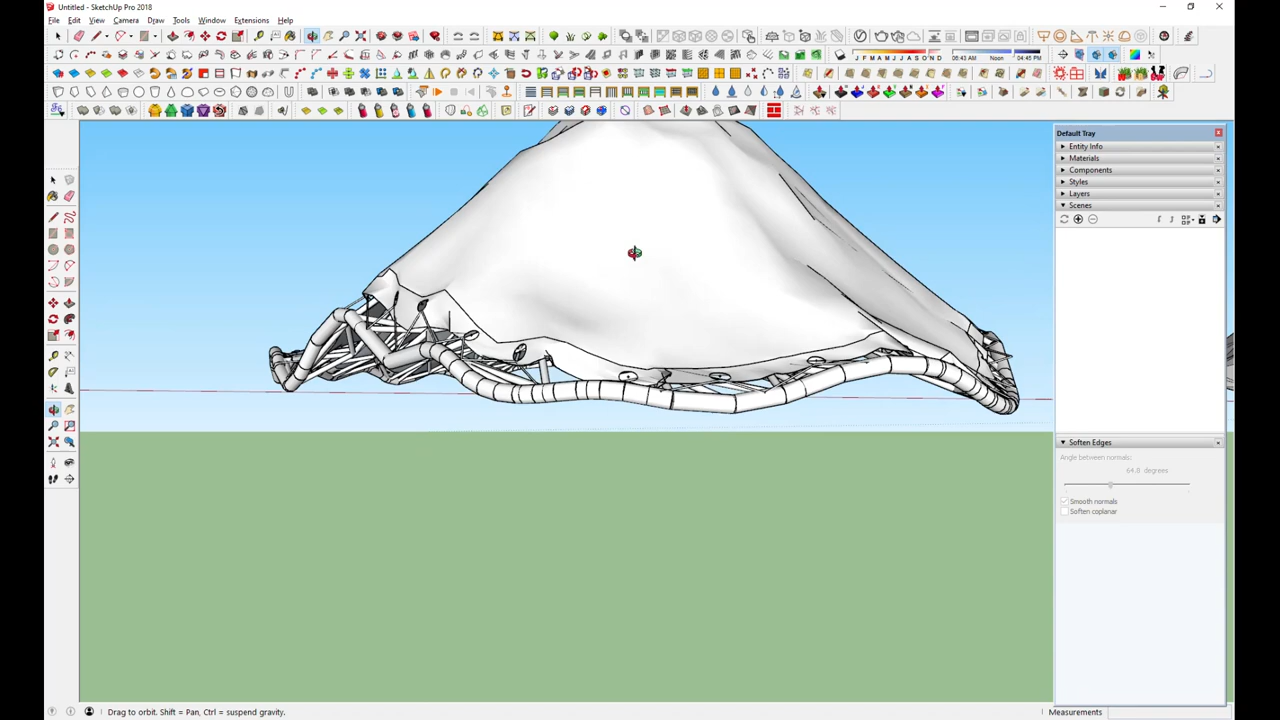 Untitled - SketchUp Pro 2018
File Edit View Camera Draw Tools Window Extensions Help
J F M A M J J A S O N D 06:43 AM Noon 04:45 PM
Default Tray
Entity Info
Materials
Components
Styles
Layers
Scenes
Soften Edges
Angle between normals:
64.8 degrees
Smooth normals
Soften coplanar
Drag to orbit. Shift = Pan, Ctrl = suspend gravity.
Measurements